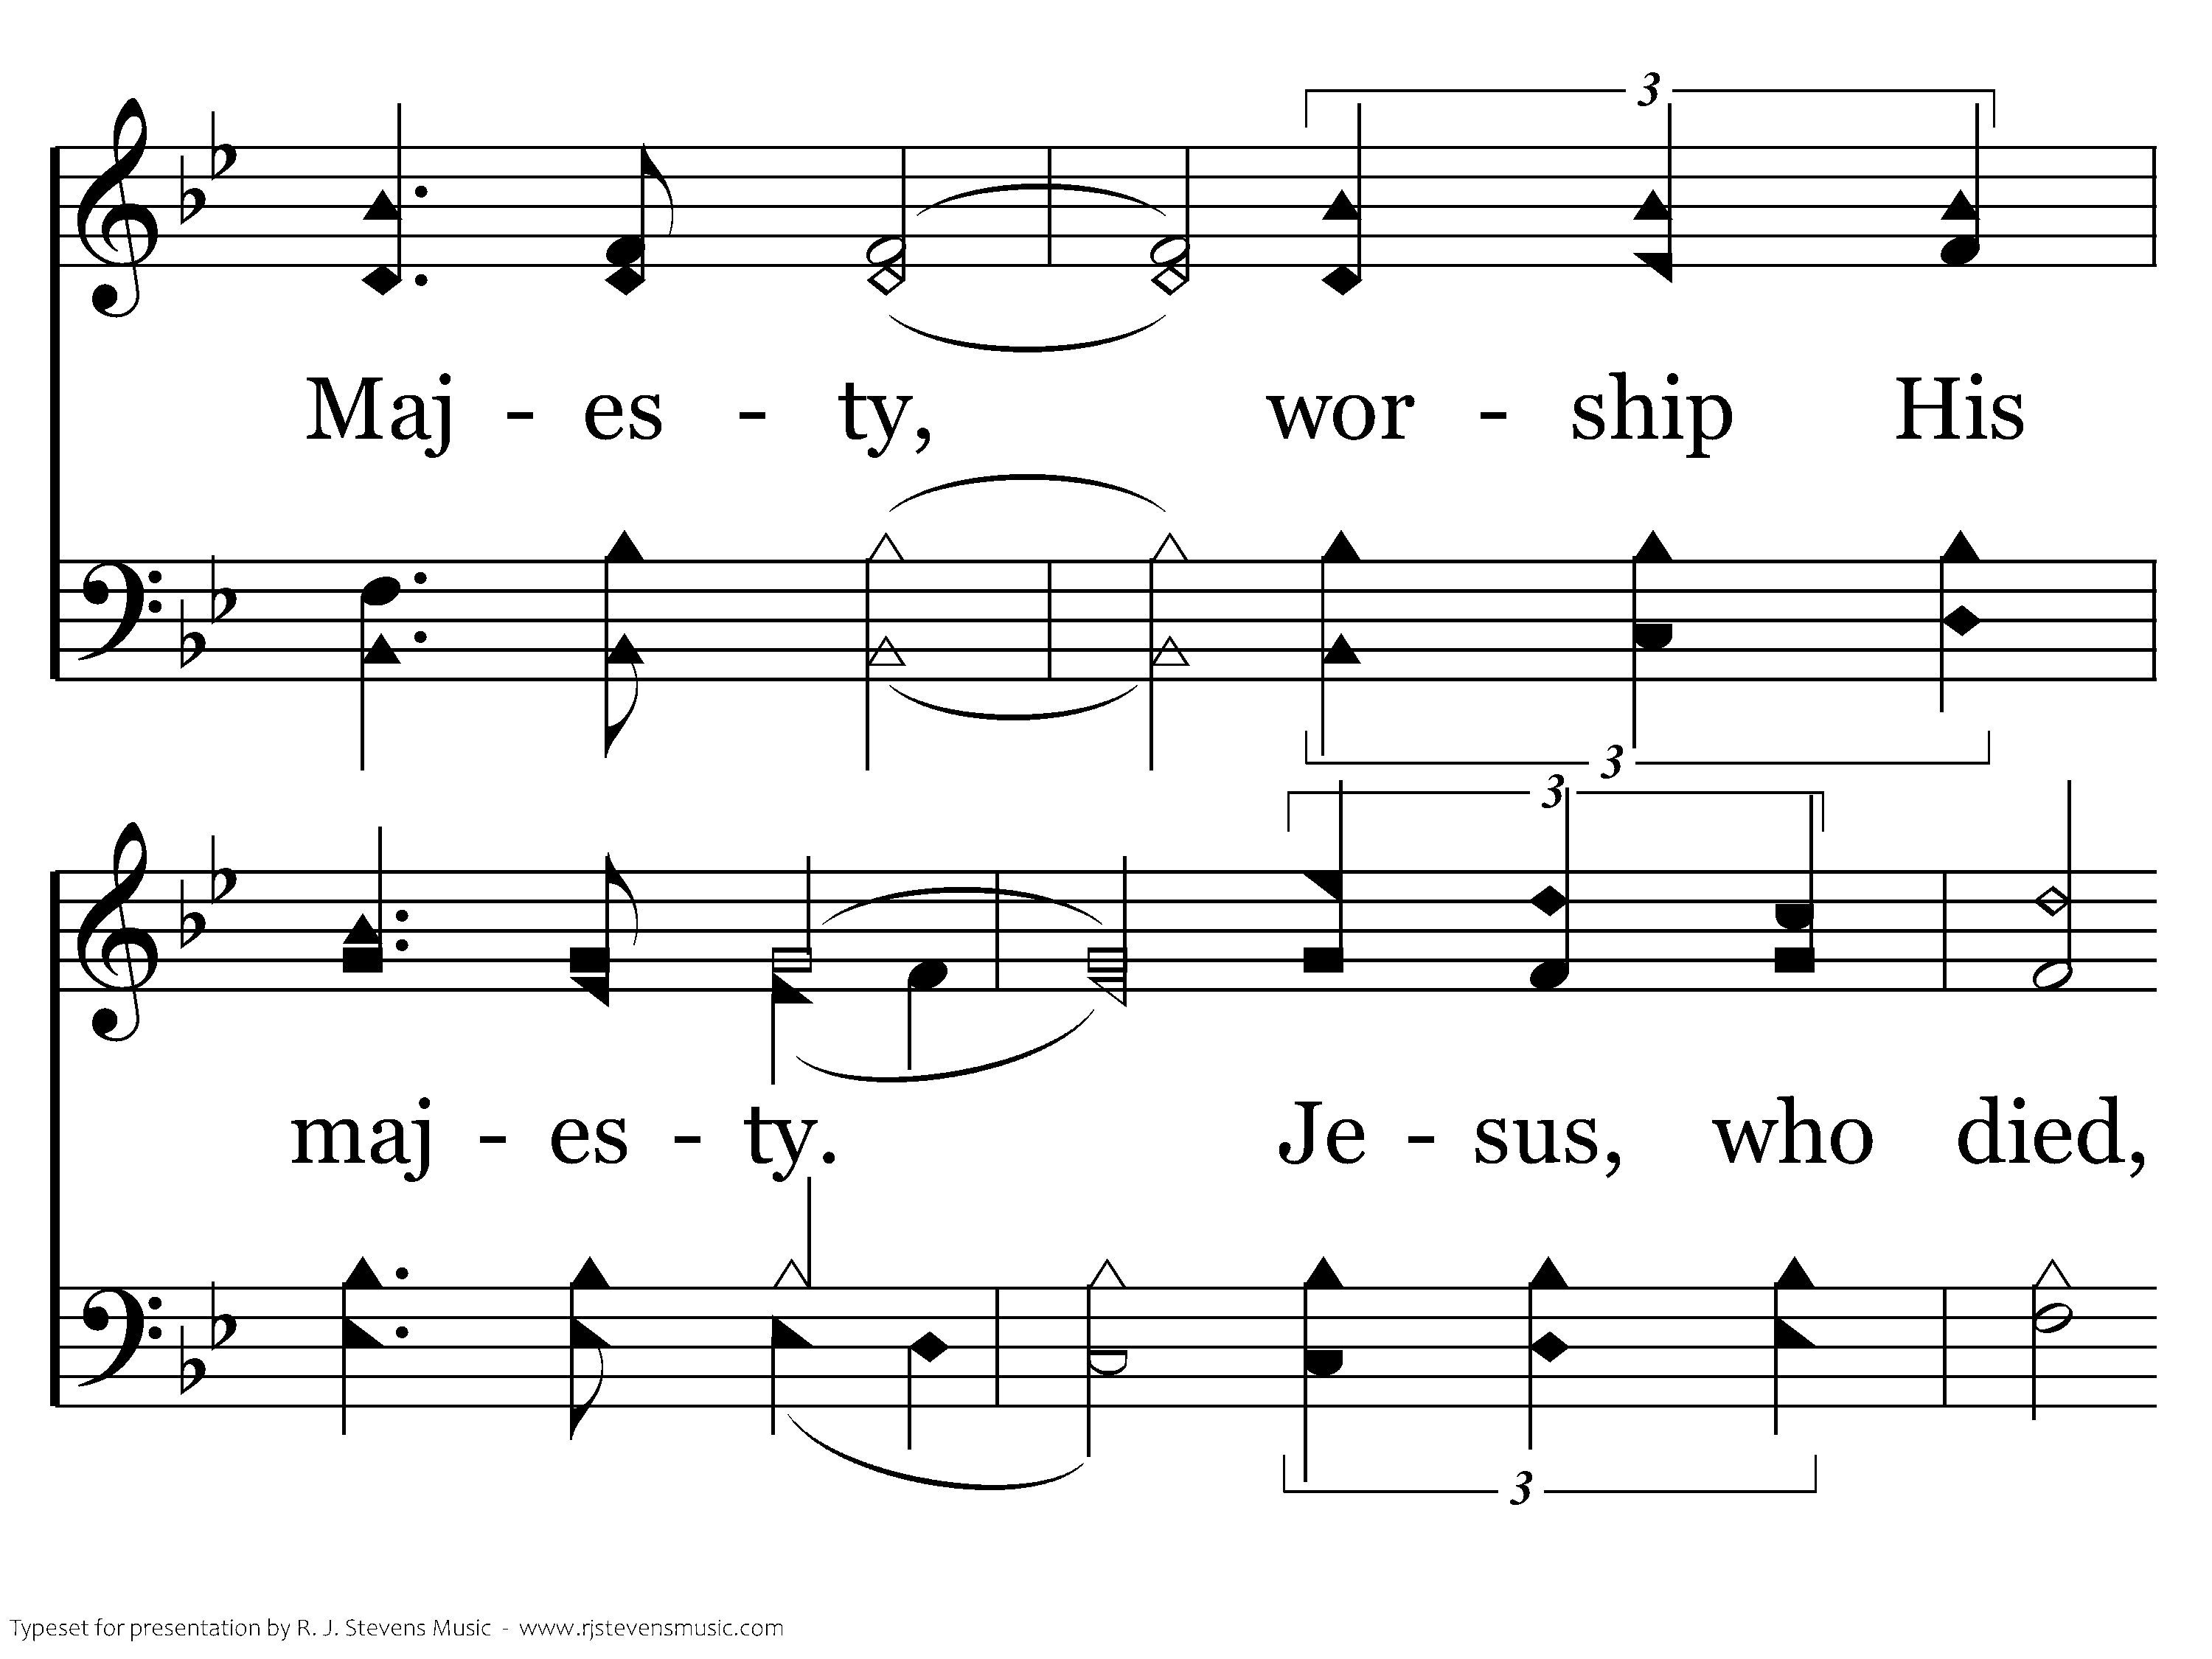 3
Maj - es - ty, wor - ship His
3
3
maj - es - ty. Je - sus, who died,
3
Typeset for presentation by R. J. Stevens Music - www.rjstevensmusic.com